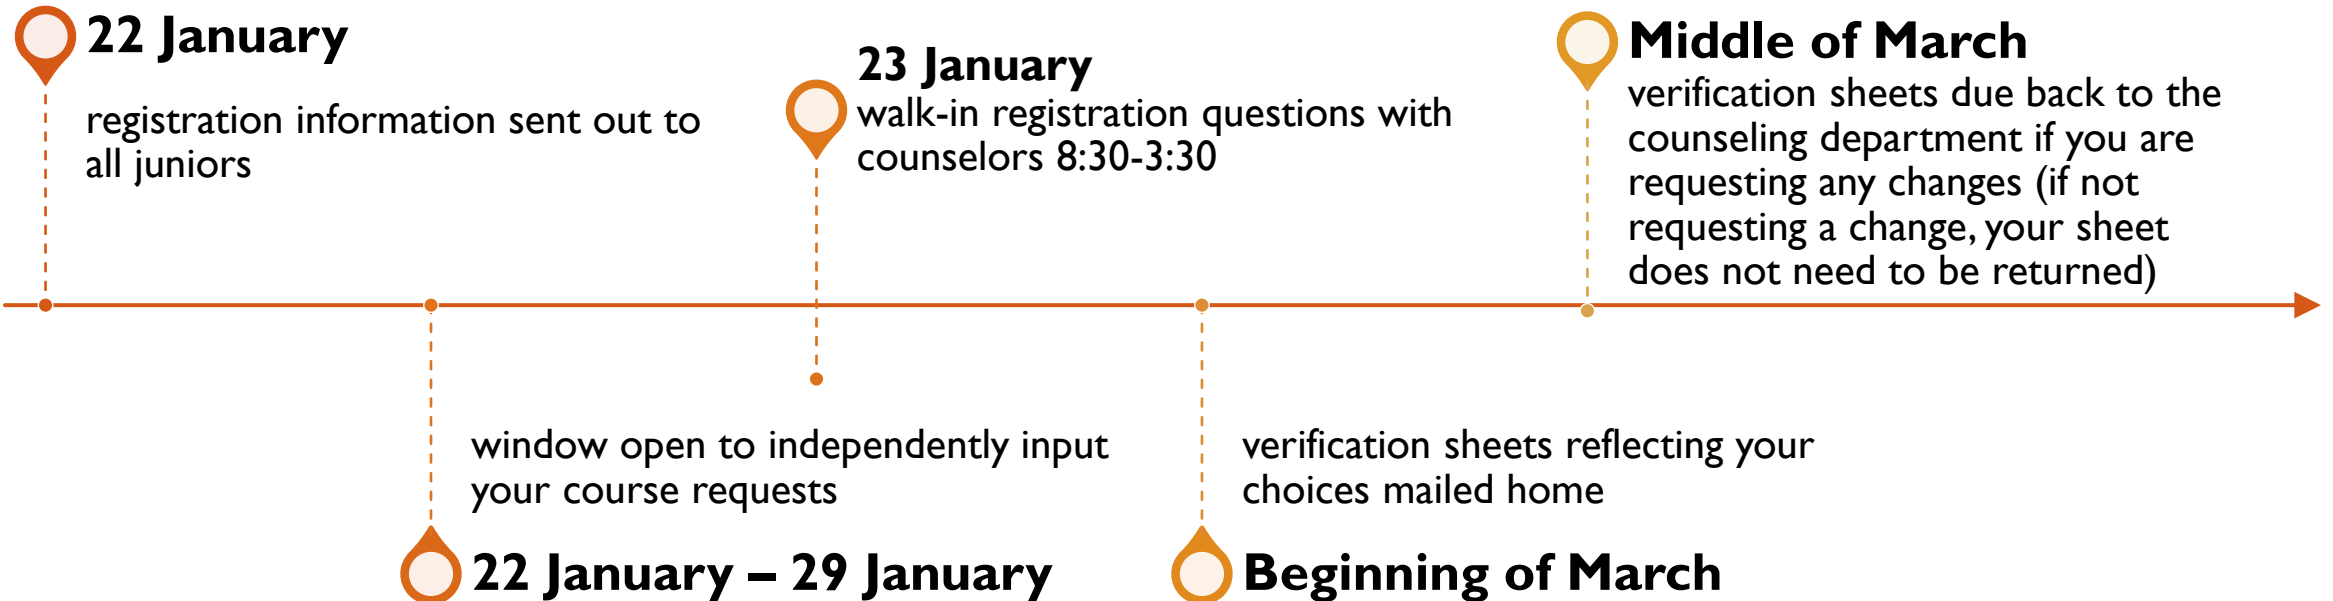 22 January
registration information sent out to
all juniors
window open to independently input
your course requests
22 January – 29 January
23 January
walk-in registration questions with
counselors 8:30-3:30
verification sheets reflecting your
choices mailed home
Beginning of March
Middle of March
verification sheets due back to the
counseling department if you are
requesting any changes (if not
requesting a change, your sheet
does not need to be returned)